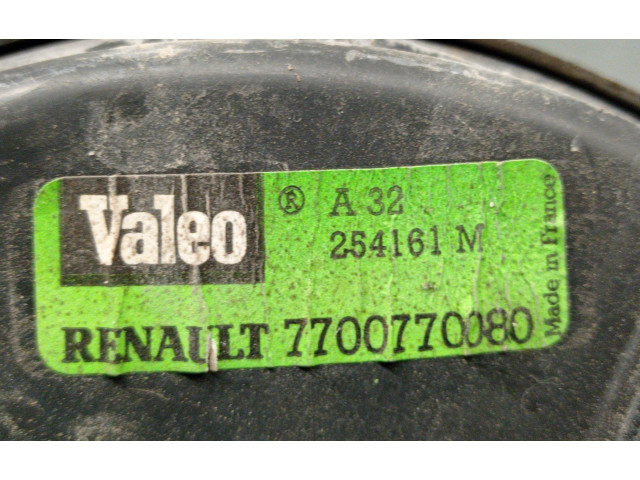 Valeo ® A 32
254161 M
RENAULT 7700770080
Made in France